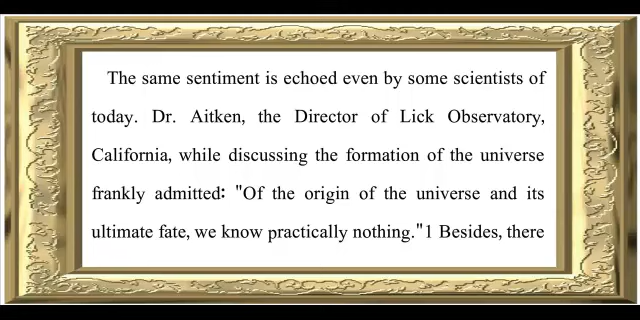 The same sentiment is echoed even by some scientists of
today. Dr. Aitken, the Director of Lick Observatory,
California, while discussing the formation of the universe
frankly admitted: "Of the origin of the universe and its
ultimate fate, we know practically nothing."1 Besides, there